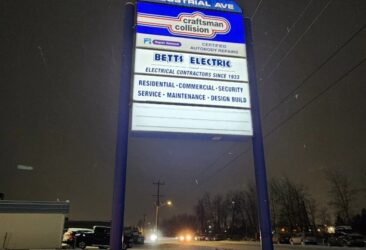 INDUSTRIAL AVE
craftsman
collision
CERTIFIED
AUTOBODY REPAIRS
BETTS ELECTRIC
ELECTRICAL CONTRACTORS SINCE 1933
RESIDENTIAL · COMMERCIAL · SECURITY
SERVICE · MAINTENANCE · DESIGN BUILD